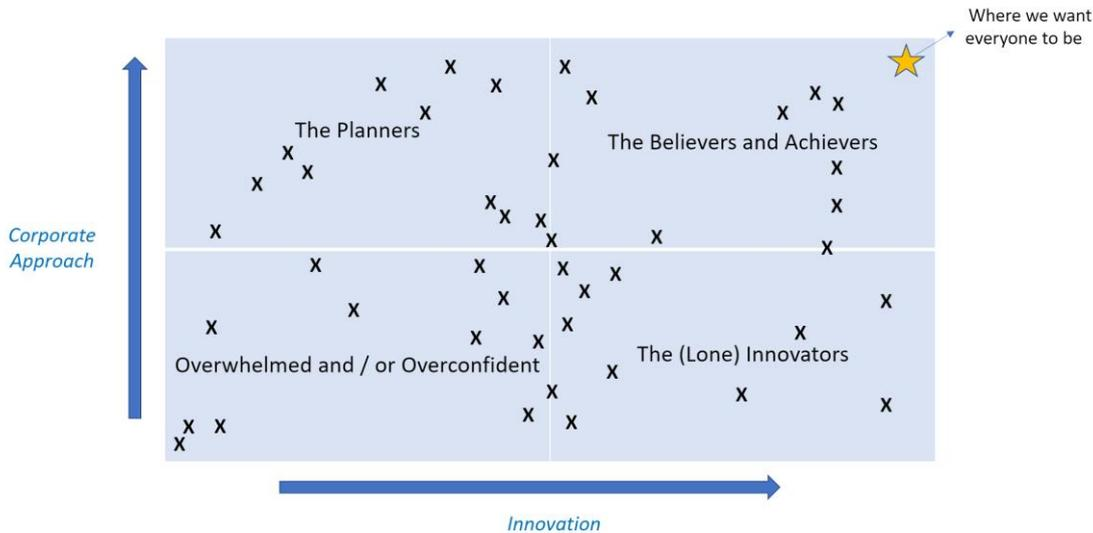 Where we want
everyone to be
X
X
X
X
X
X
X
X
X
X
The Planners
The Believers and Achievers
X
X
X
X
X
X
X
X
X
X
X
X
X
X
Corporate
Approach
X
X
X
X
X
X
X
X
X
X
X
X
X
X
Overwhelmed and / or Overconfident
The (Lone) Innovators
X
X
X
X
X
X
X
X
X
Innovation